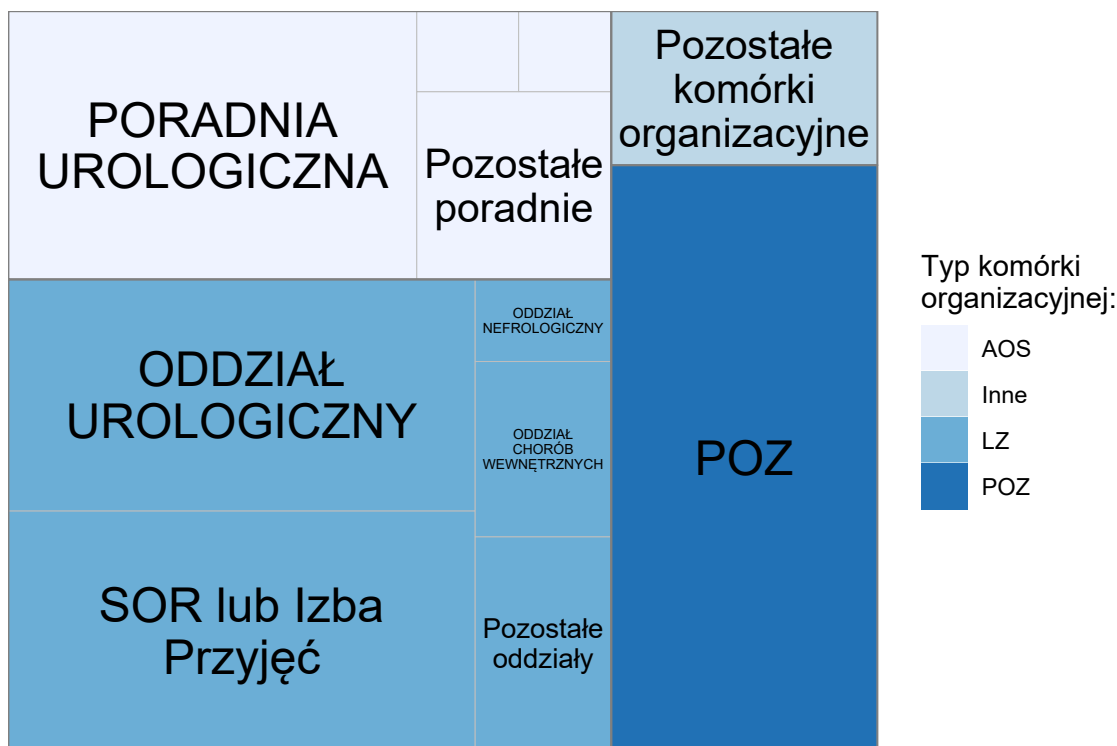 PORADNIA
UROLOGICZNA
Pozostałe
poradnie
Pozostałe
komórki
organizacyjne
ODDZIAŁ
UROLOGICZNY
ODDZIAŁ
NEFROLOGICZNY
ODDZIAŁ
CHORÓB
WEWNĘTRZNYCH
SOR lub Izba
Przyjęć
Pozostałe
oddziały
POZ
Typ komórki
organizacyjnej:
AOS
Inne
LZ
POZ